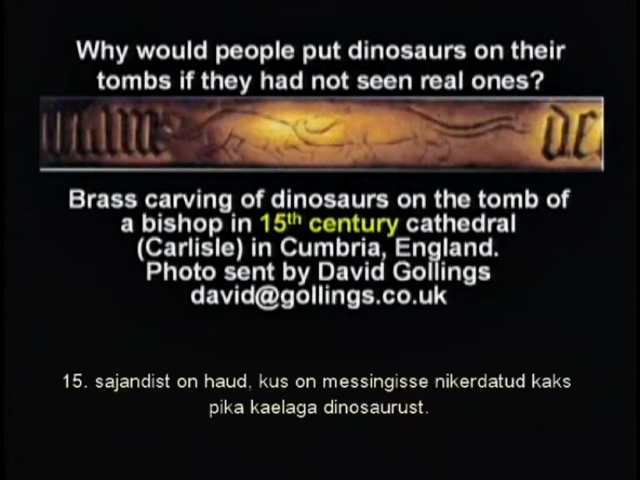 Why would people put dinosaurs on their
tombs if they had not seen real ones?
Brass carving of dinosaurs on the tomb of
a bishop in 15th century cathedral
(Carlisle) in Cumbria, England.
Photo sent by David Gollings
david@gollings.co.uk
15. sajandist on haud, kus on messingisse nikerdatud kaks
pika kaelaga dinosaurust.